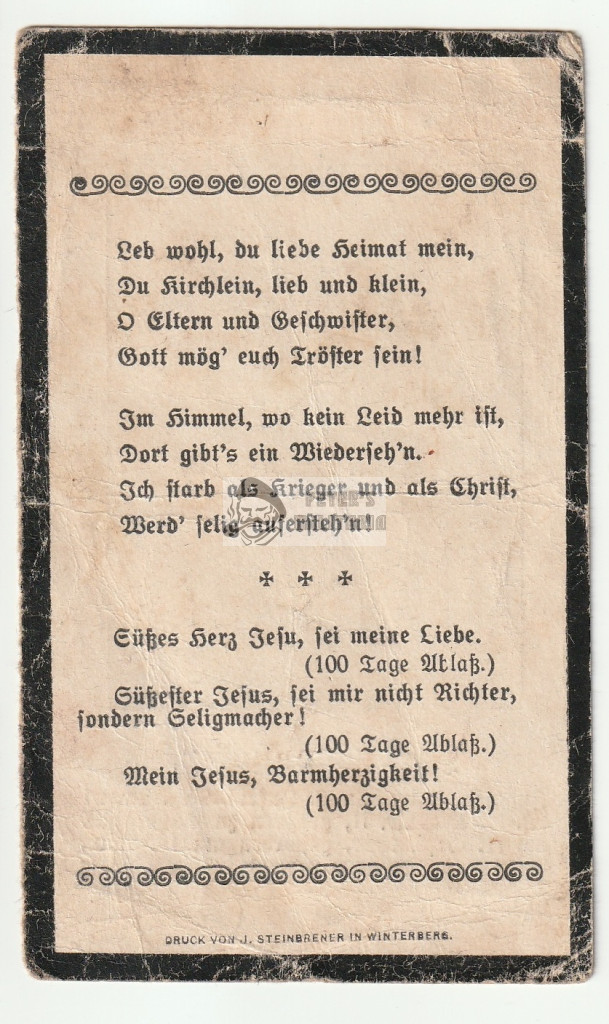 Leb wohl, du liebe Heimat mein,
Du Kirchlein, lieb und klein,
O Eltern und Geschwister,
Gott mög' euch Tröster sein!
Im Himmel, wo kein Leid mehr ist,
Dort gibt's ein Wiederseh'n.
Ich starb als Krieger und als Christ,
Werd' selig aufersteh'n!
PETER'S
Süßes Herz Jesu, sei meine Liebe.
(100 Tage Ablaß.)
Süßester Jesus, sei mir nicht Richter,
sondern Seligmacher!
(100 Tage Ablaß.)
Mein Jesus, Barmherzigkeit!
(100 Tage Ablaß.)
DRUCK VON J. STEINBRENER IN WINTERBERG.